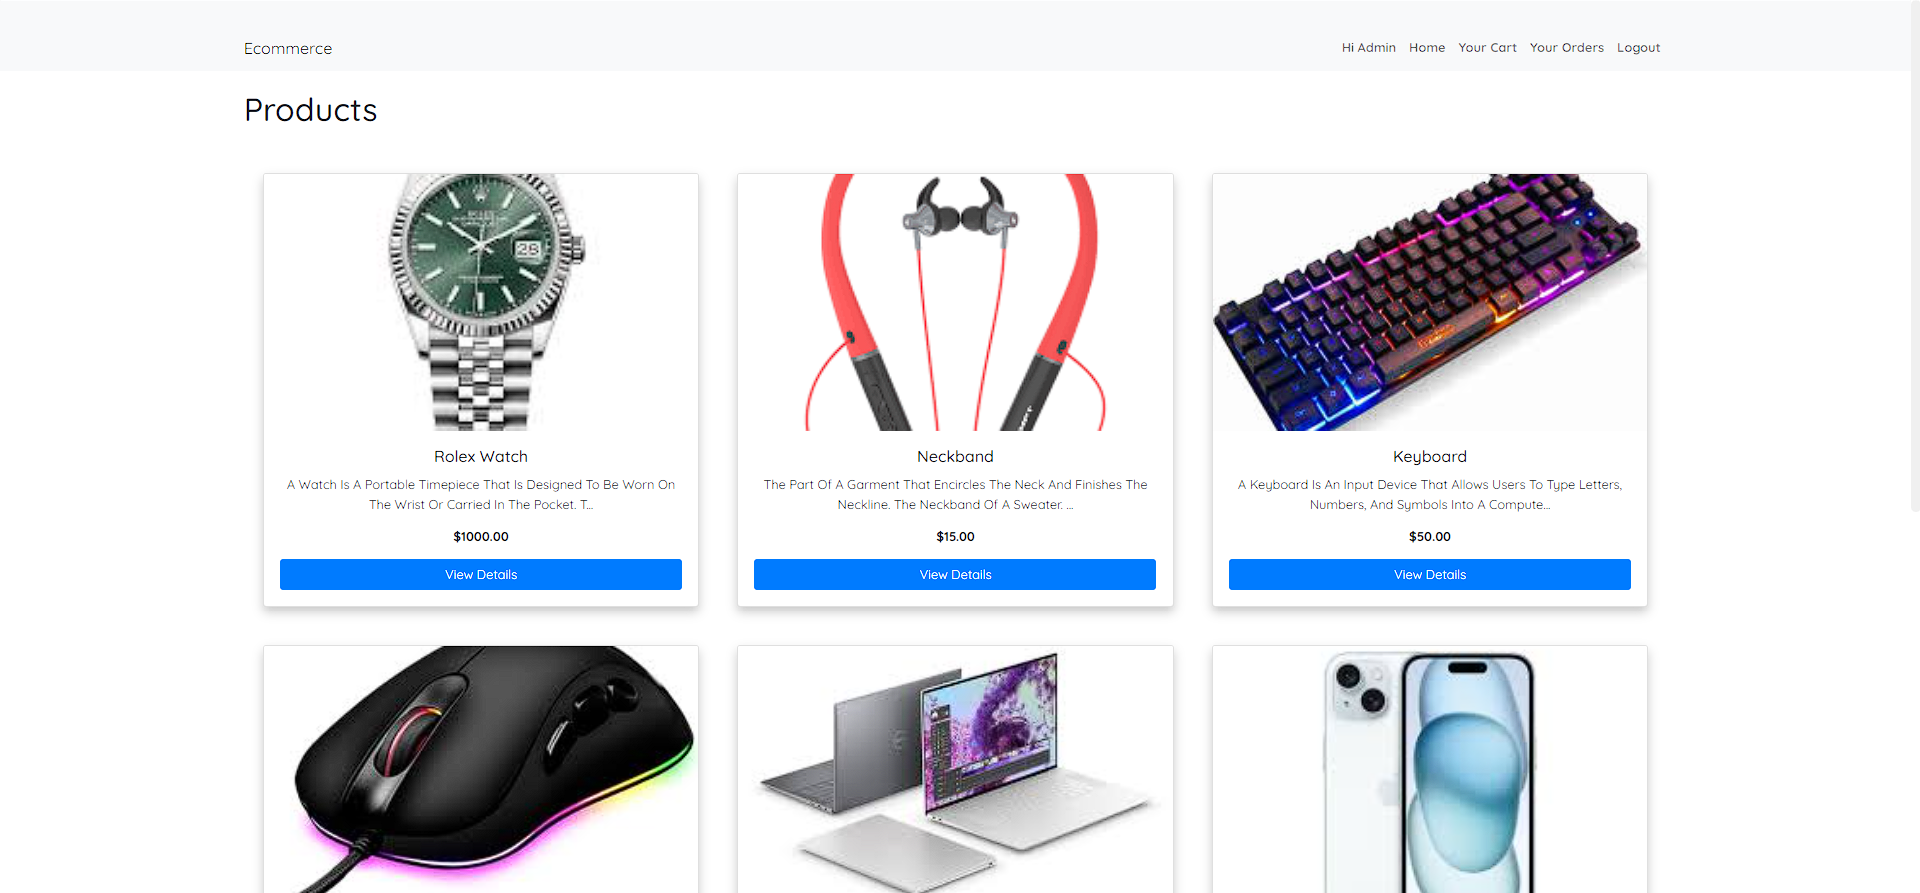 Ecommerce
Hi Admin Home Your Cart Your Orders Logout
Products
ROLEX
28
Rolex Watch
A Watch Is A Portable Timepiece That Is Designed To Be Worn On
The Wrist Or Carried In The Pocket. T...
$1000.00
View Details
Neckband
The Part Of A Garment That Encircles The Neck And Finishes The
Neckline. The Neckband Of A Sweater. ...
$15.00
View Details
Keyboard
A Keyboard Is An Input Device That Allows Users To Type Letters,
Numbers, And Symbols Into A Compute...
$50.00
View Details